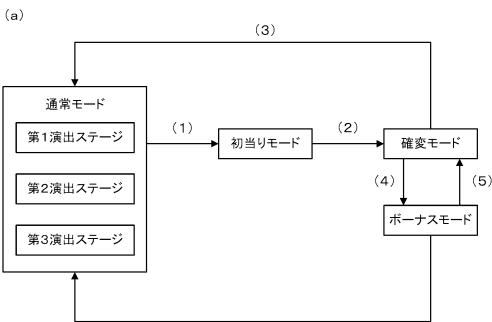 (a)
(3)
通常モード
第1演出ステージ
第2演出ステージ
第3演出ステージ
(1)
初当りモード
(2)
確変モード
(4)
(5)
ボーナスモード